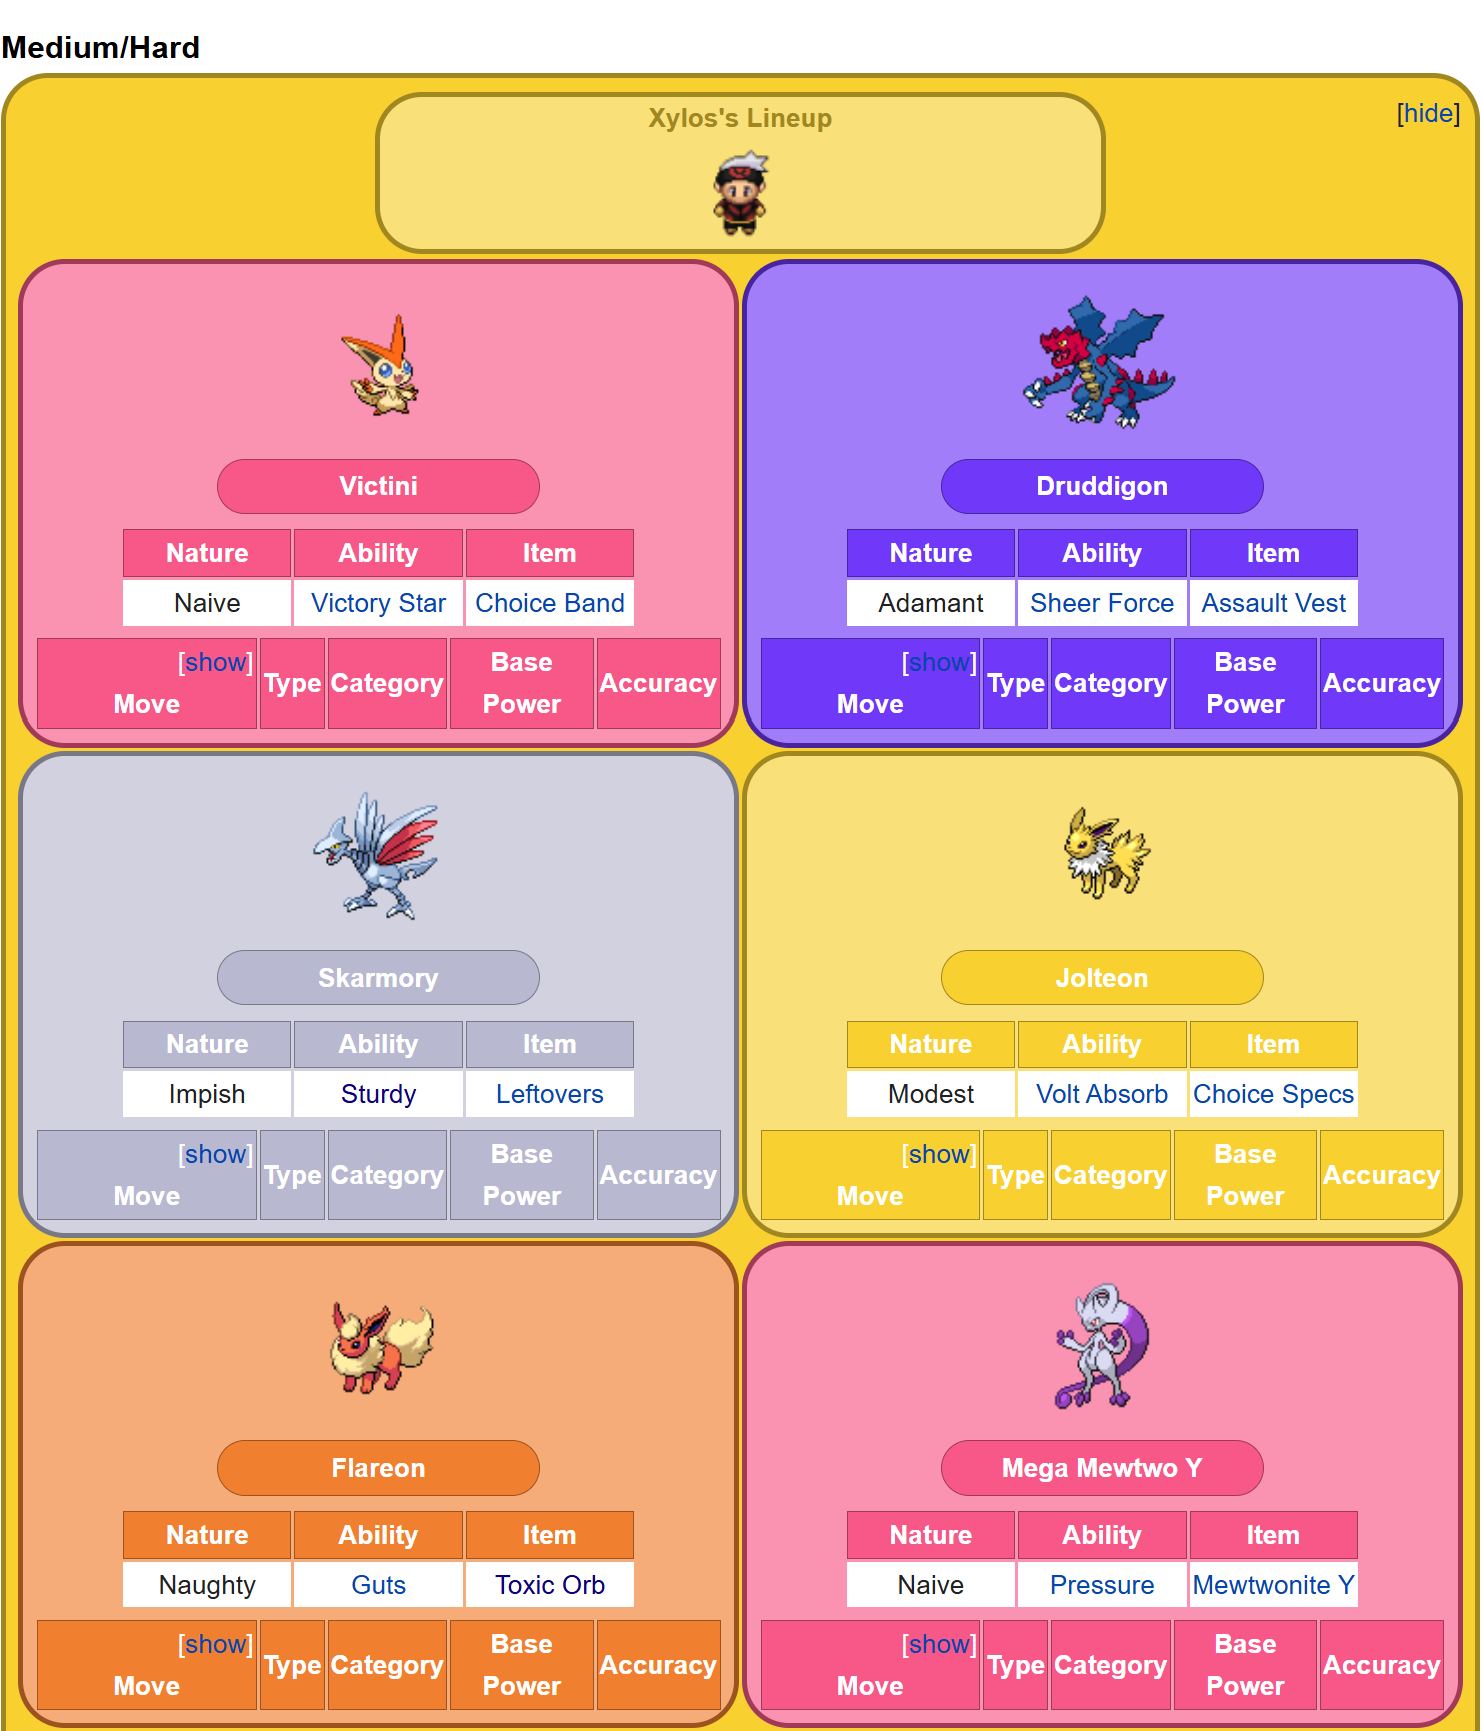 Medium/Hard
Xylos's Lineup
[hide]
Victini
Nature Ability Item
Naive Victory Star Choice Band
[show]
Move Type Category Base Power Accuracy
Druddigon
Nature Ability Item
Adamant Sheer Force Assault Vest
[show]
Move Type Category Base Power Accuracy
Skarmory
Nature Ability Item
Impish Sturdy Leftovers
[show]
Move Type Category Base Power Accuracy
Jolteon
Nature Ability Item
Modest Volt Absorb Choice Specs
[show]
Move Type Category Base Power Accuracy
Flareon
Nature Ability Item
Naughty Guts Toxic Orb
[show]
Move Type Category Base Power Accuracy
Mega Mewtwo Y
Nature Ability Item
Naive Pressure Mewtwonite Y
[show]
Move Type Category Base Power Accuracy